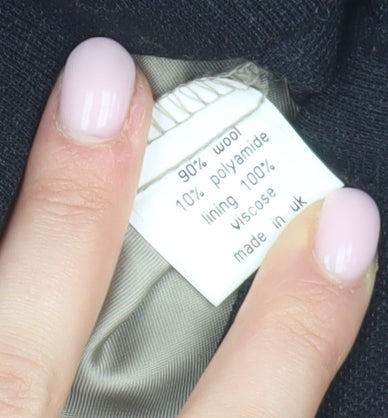 90% wool
10% polyamide
lining 100%
viscose
made in uk